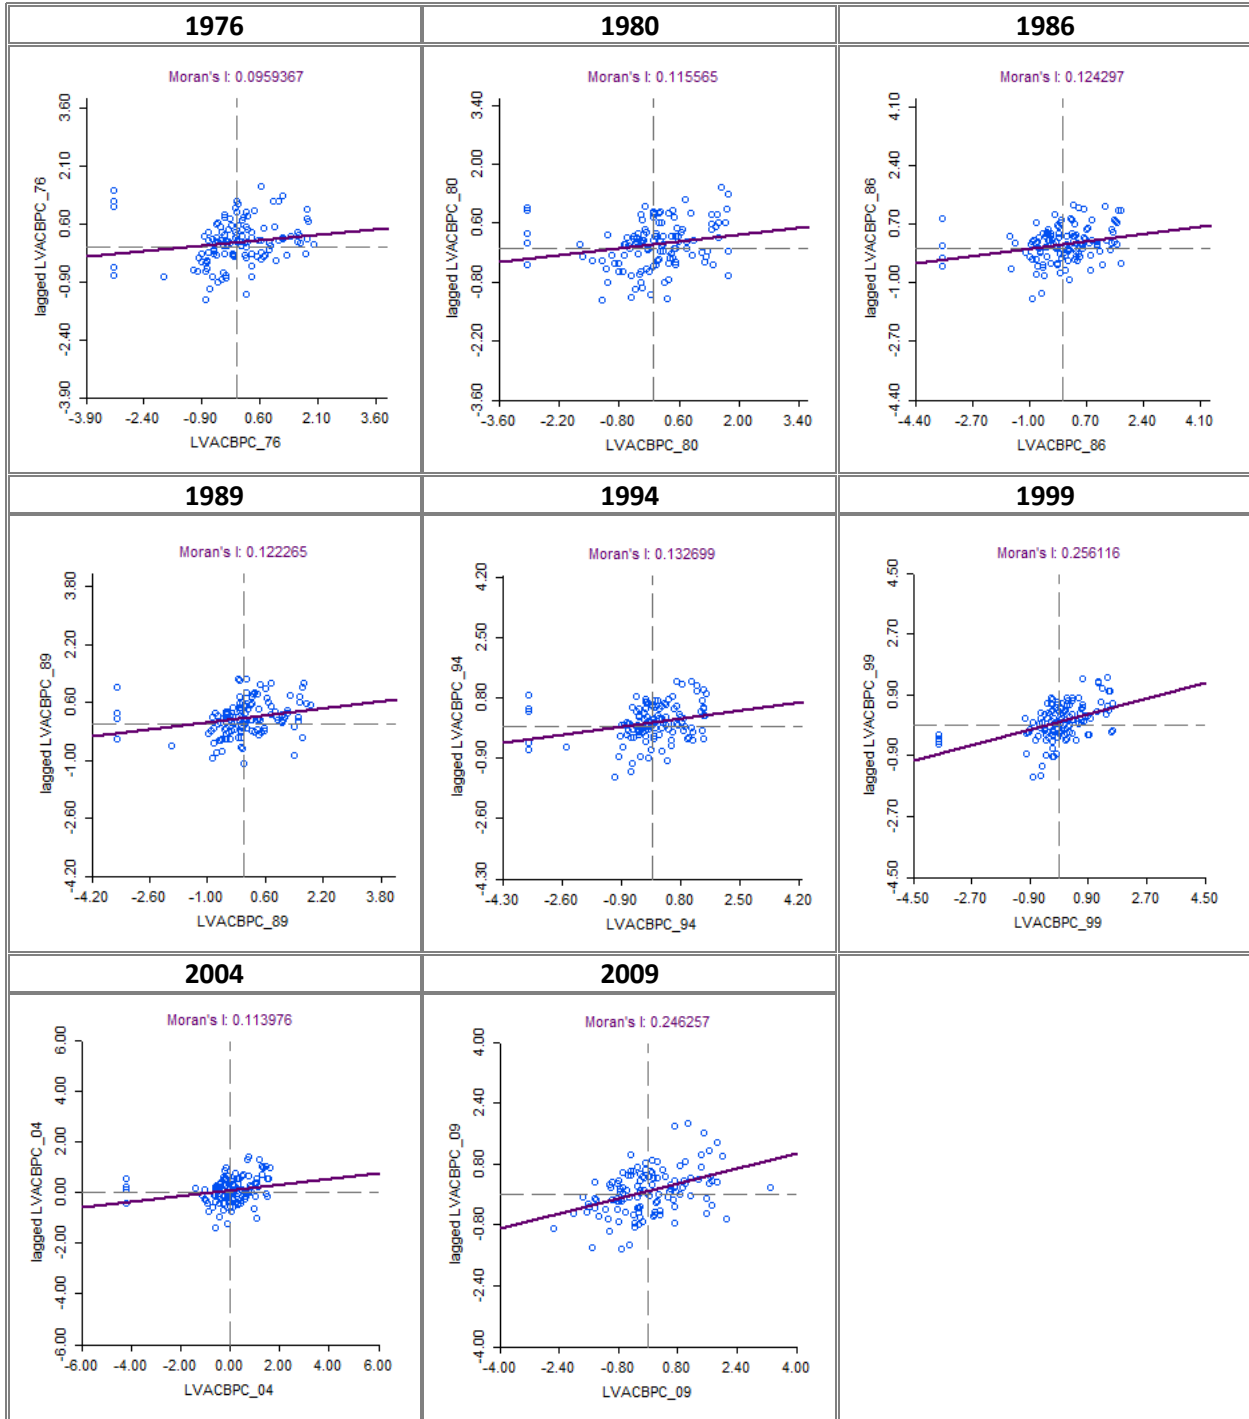 1976
1980
1986
Moran's I: 0.0959367
lagged LVACBPC_76
3.60
2.10
0.60
-0.90
-2.40
-3.90
-3.90 -2.40 -0.90 0.60 2.10 3.60
LVACBPC_76
Moran's I: 0.115565
lagged LVACBPC_80
3.40
2.00
0.60
-0.80
-2.20
-3.60
-3.60 -2.20 -0.80 0.60 2.00 3.40
LVACBPC_80
Moran's I: 0.124297
lagged LVACBPC_86
4.10
2.40
0.70
-1.00
-2.70
-4.40
-4.40 -2.70 -1.00 0.70 2.40 4.10
LVACBPC_86
1989
1994
1999
Moran's I: 0.122265
lagged LVACBPC_89
3.80
2.20
0.60
-1.00
-2.60
-4.20
-4.20 -2.60 -1.00 0.60 2.20 3.80
LVACBPC_89
Moran's I: 0.132699
lagged LVACBPC_94
4.20
2.50
0.80
-0.90
-2.60
-4.30
-4.30 -2.60 -0.90 0.80 2.50 4.20
LVACBPC_94
Moran's I: 0.256116
lagged LVACBPC_99
4.50
2.70
0.90
-0.90
-2.70
-4.50
-4.50 -2.70 -0.90 0.90 2.70 4.50
LVACBPC_99
2004
2009
Moran's I: 0.113976
lagged LVACBPC_04
6.00
4.00
2.00
0.00
-2.00
-4.00
-6.00
-6.00 -4.00 -2.00 0.00 2.00 4.00 6.00
LVACBPC_04
Moran's I: 0.246257
lagged LVACBPC_09
4.00
2.40
0.80
-0.80
-2.40
-4.00
-4.00 -2.40 -0.80 0.80 2.40 4.00
LVACBPC_09